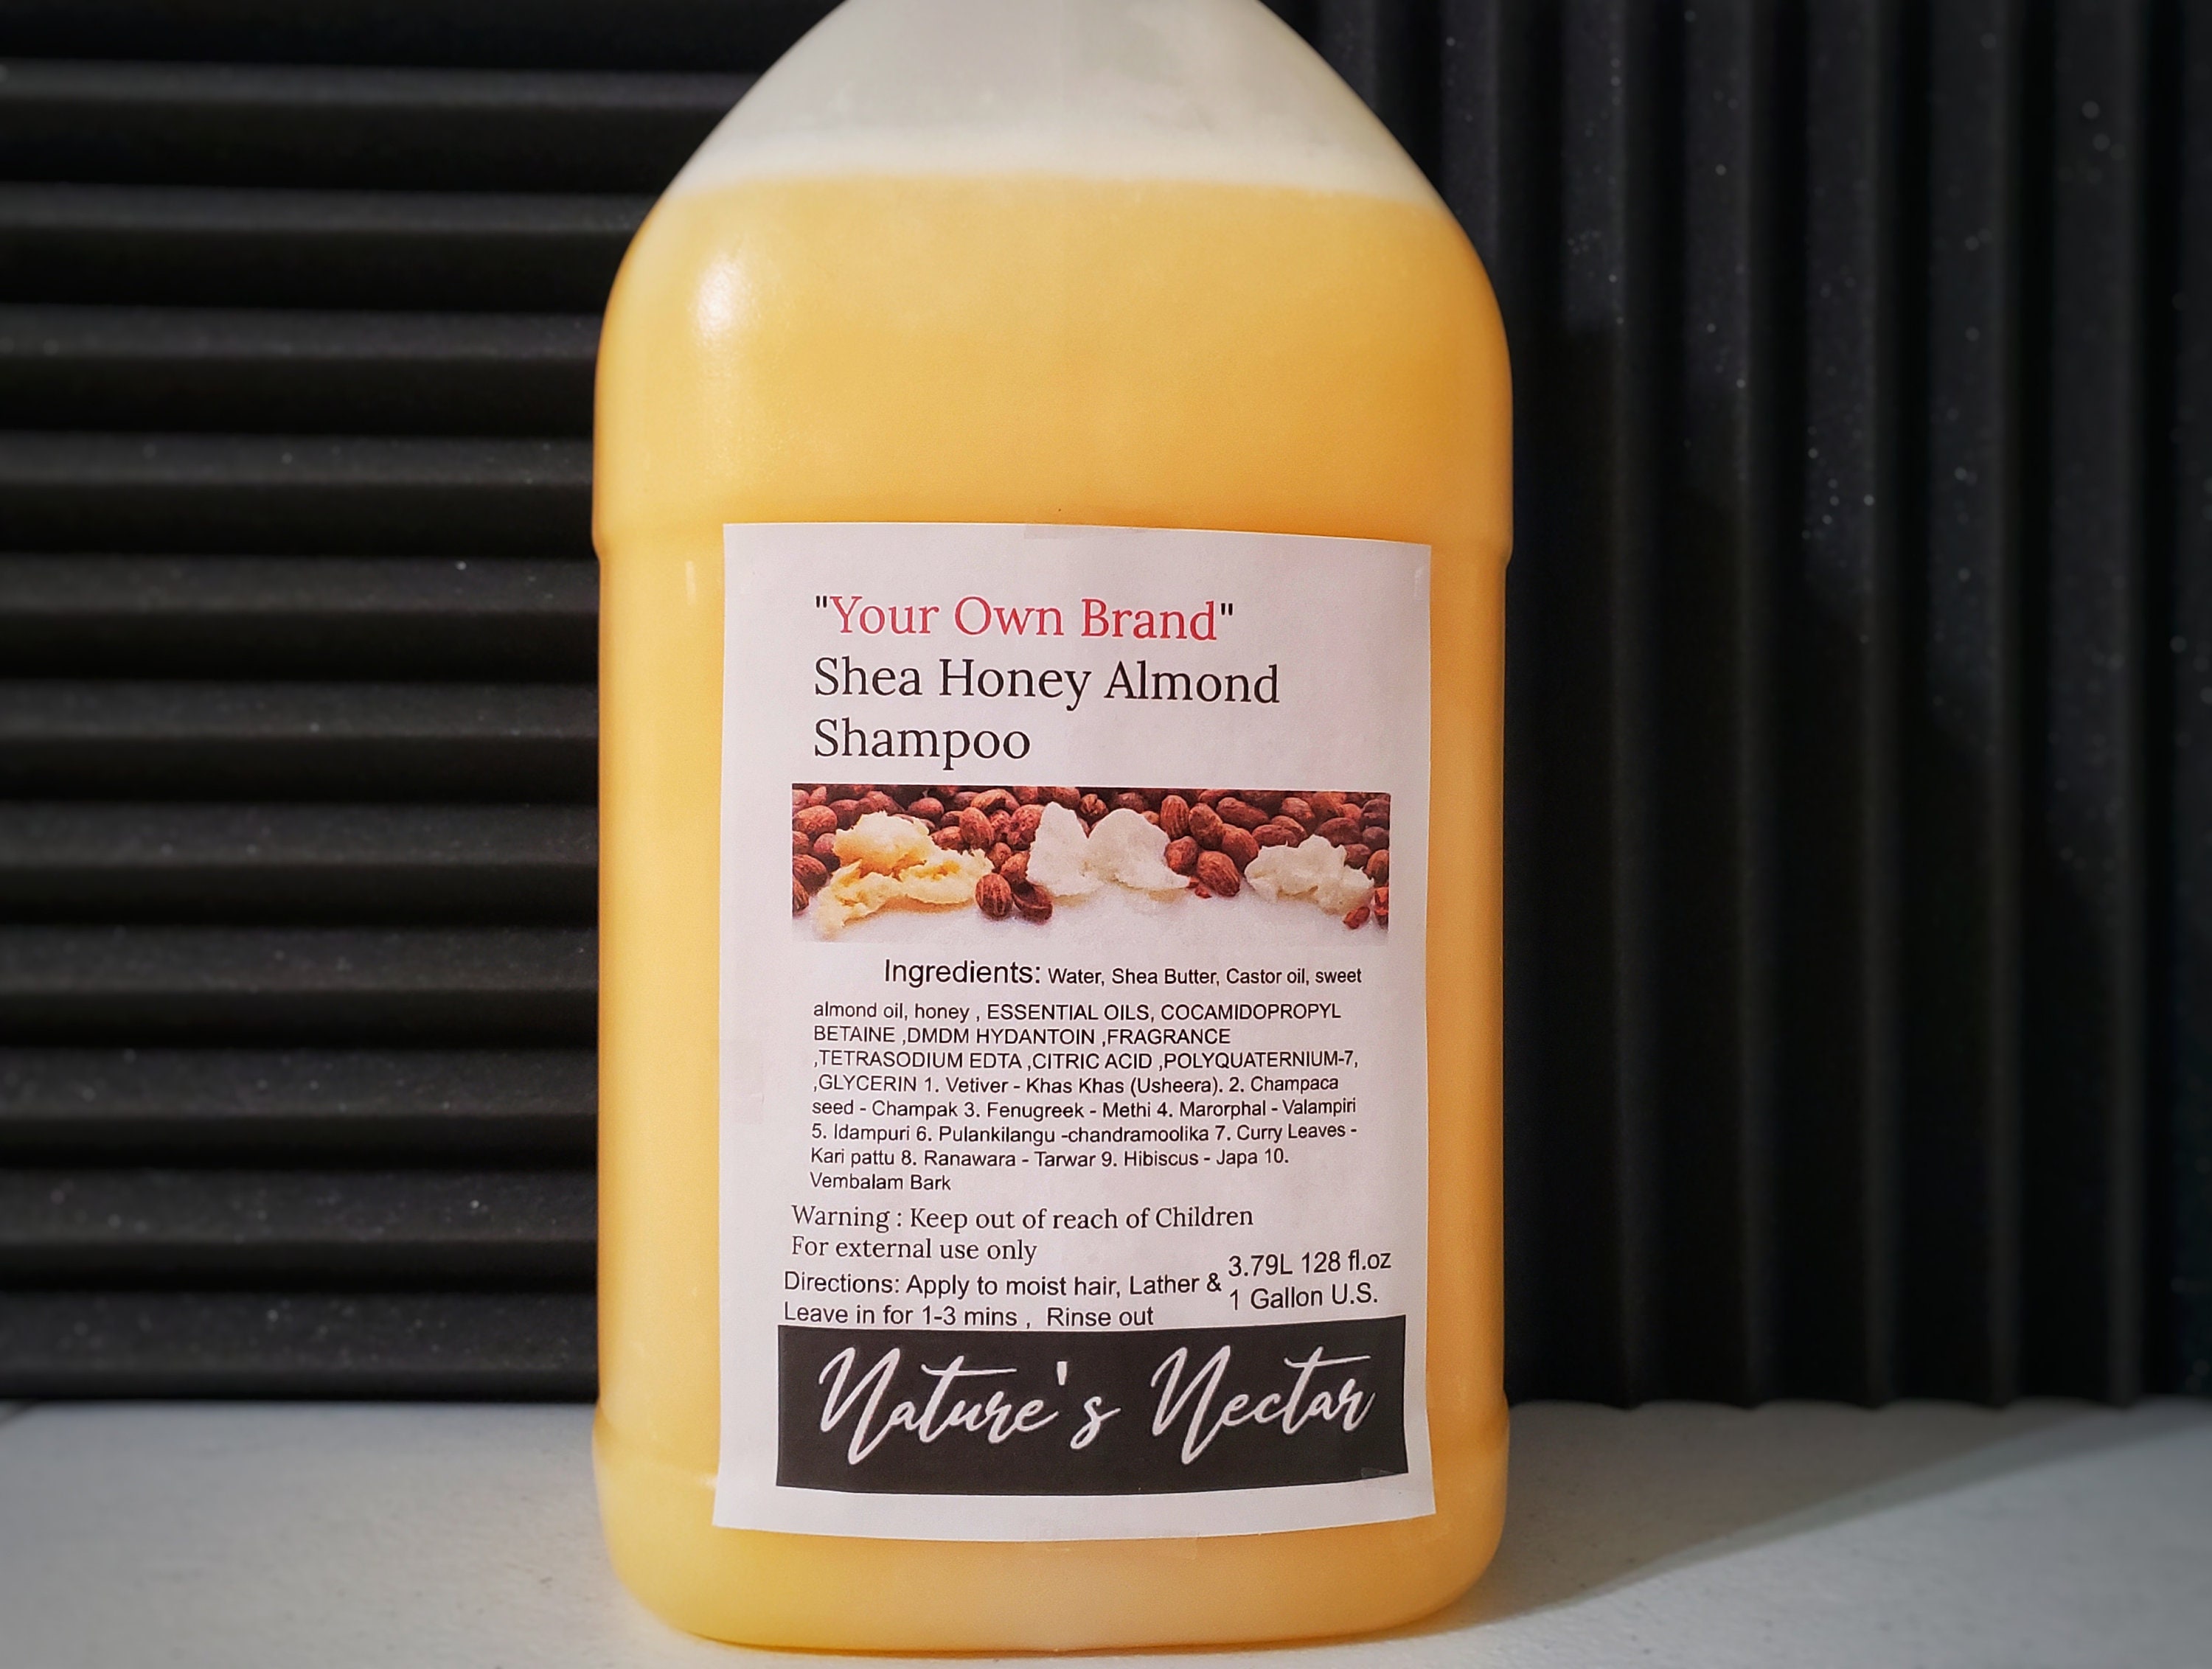 "Your Own Brand"
Shea Honey Almond
Shampoo
Ingredients: Water, Shea Butter, Castor oil, sweet
almond oil, honey , ESSENTIAL OILS, COCAMIDOPROPYL
BETAINE ,DMDM HYDANTOIN ,FRAGRANCE
,TETRASODIUM EDTA ,CITRIC ACID ,POLYQUATERNIUM-7,
,GLYCERIN 1. Vetiver - Khas Khas (Usheera). 2. Champaca
seed - Champak 3. Fenugreek - Methi 4. Marorphal - Valampiri
5. Idampuri 6. Pulankilangu -chandramoolika 7. Curry Leaves -
Kari pattu 8. Ranawara - Tarwar 9. Hibiscus - Japa 10.
Vembalam Bark
Warning : Keep out of reach of Children
For external use only
Directions: Apply to moist hair, Lather &
Leave in for 1-3 mins , Rinse out
3.79L 128 fl.oz
1 Gallon U.S.
Nature's Nectar